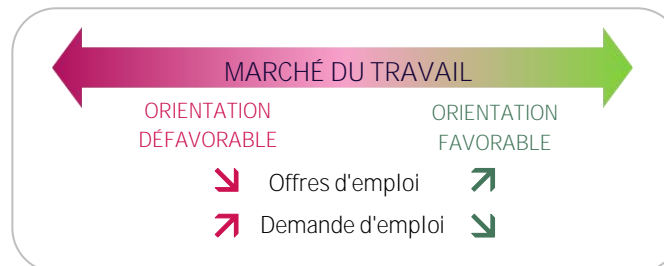 MARCHÉ DU TRAVAIL
ORIENTATION
DÉFAVORABLE
ORIENTATION
FAVORABLE
Offres d'emploi
Demande d'emploi